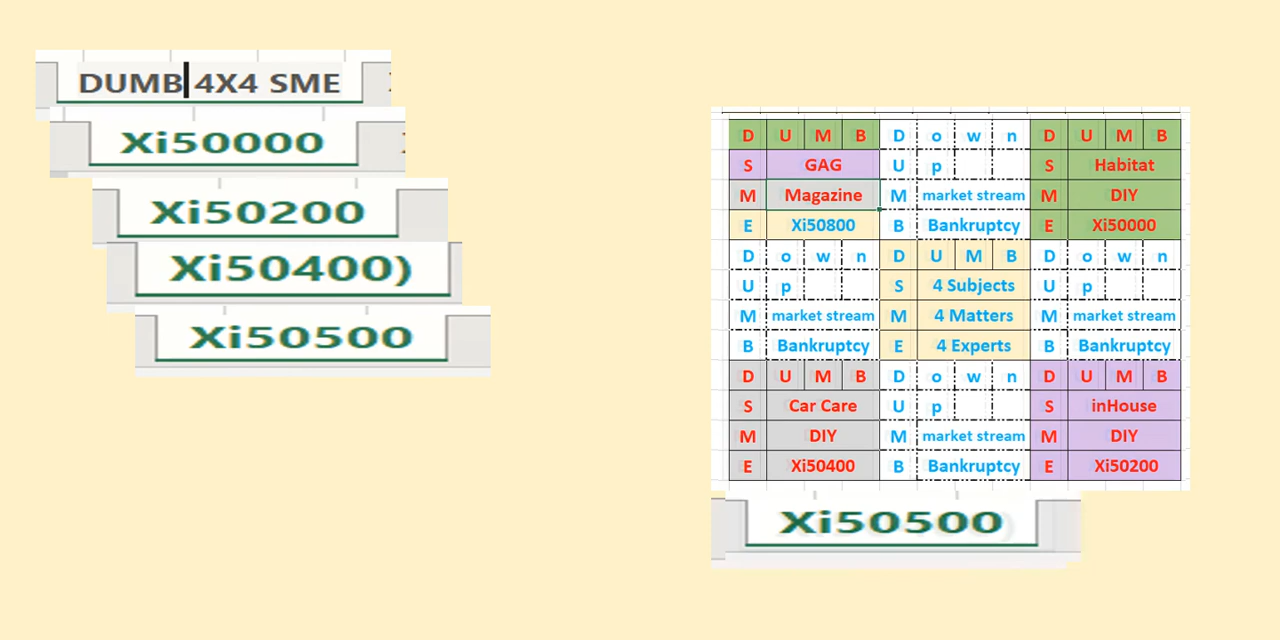 DUMB 4X4 SME
Xi50000
Xi50200
Xi50400)
Xi50500
D U M B D o w n D U M B
S GAG U p S Habitat
M Magazine M market stream M DIY
E Xi50800 B Bankruptcy E Xi50000
D o w n D U M B D o w n
U p S 4 Subjects U p
M market stream M 4 Matters M market stream
B Bankruptcy E 4 Experts B Bankruptcy
D U M B D o w n D U M B
S Car Care U p S inHouse
M DIY M market stream M DIY
E Xi50400 B Bankruptcy E Xi50200
Xi50500